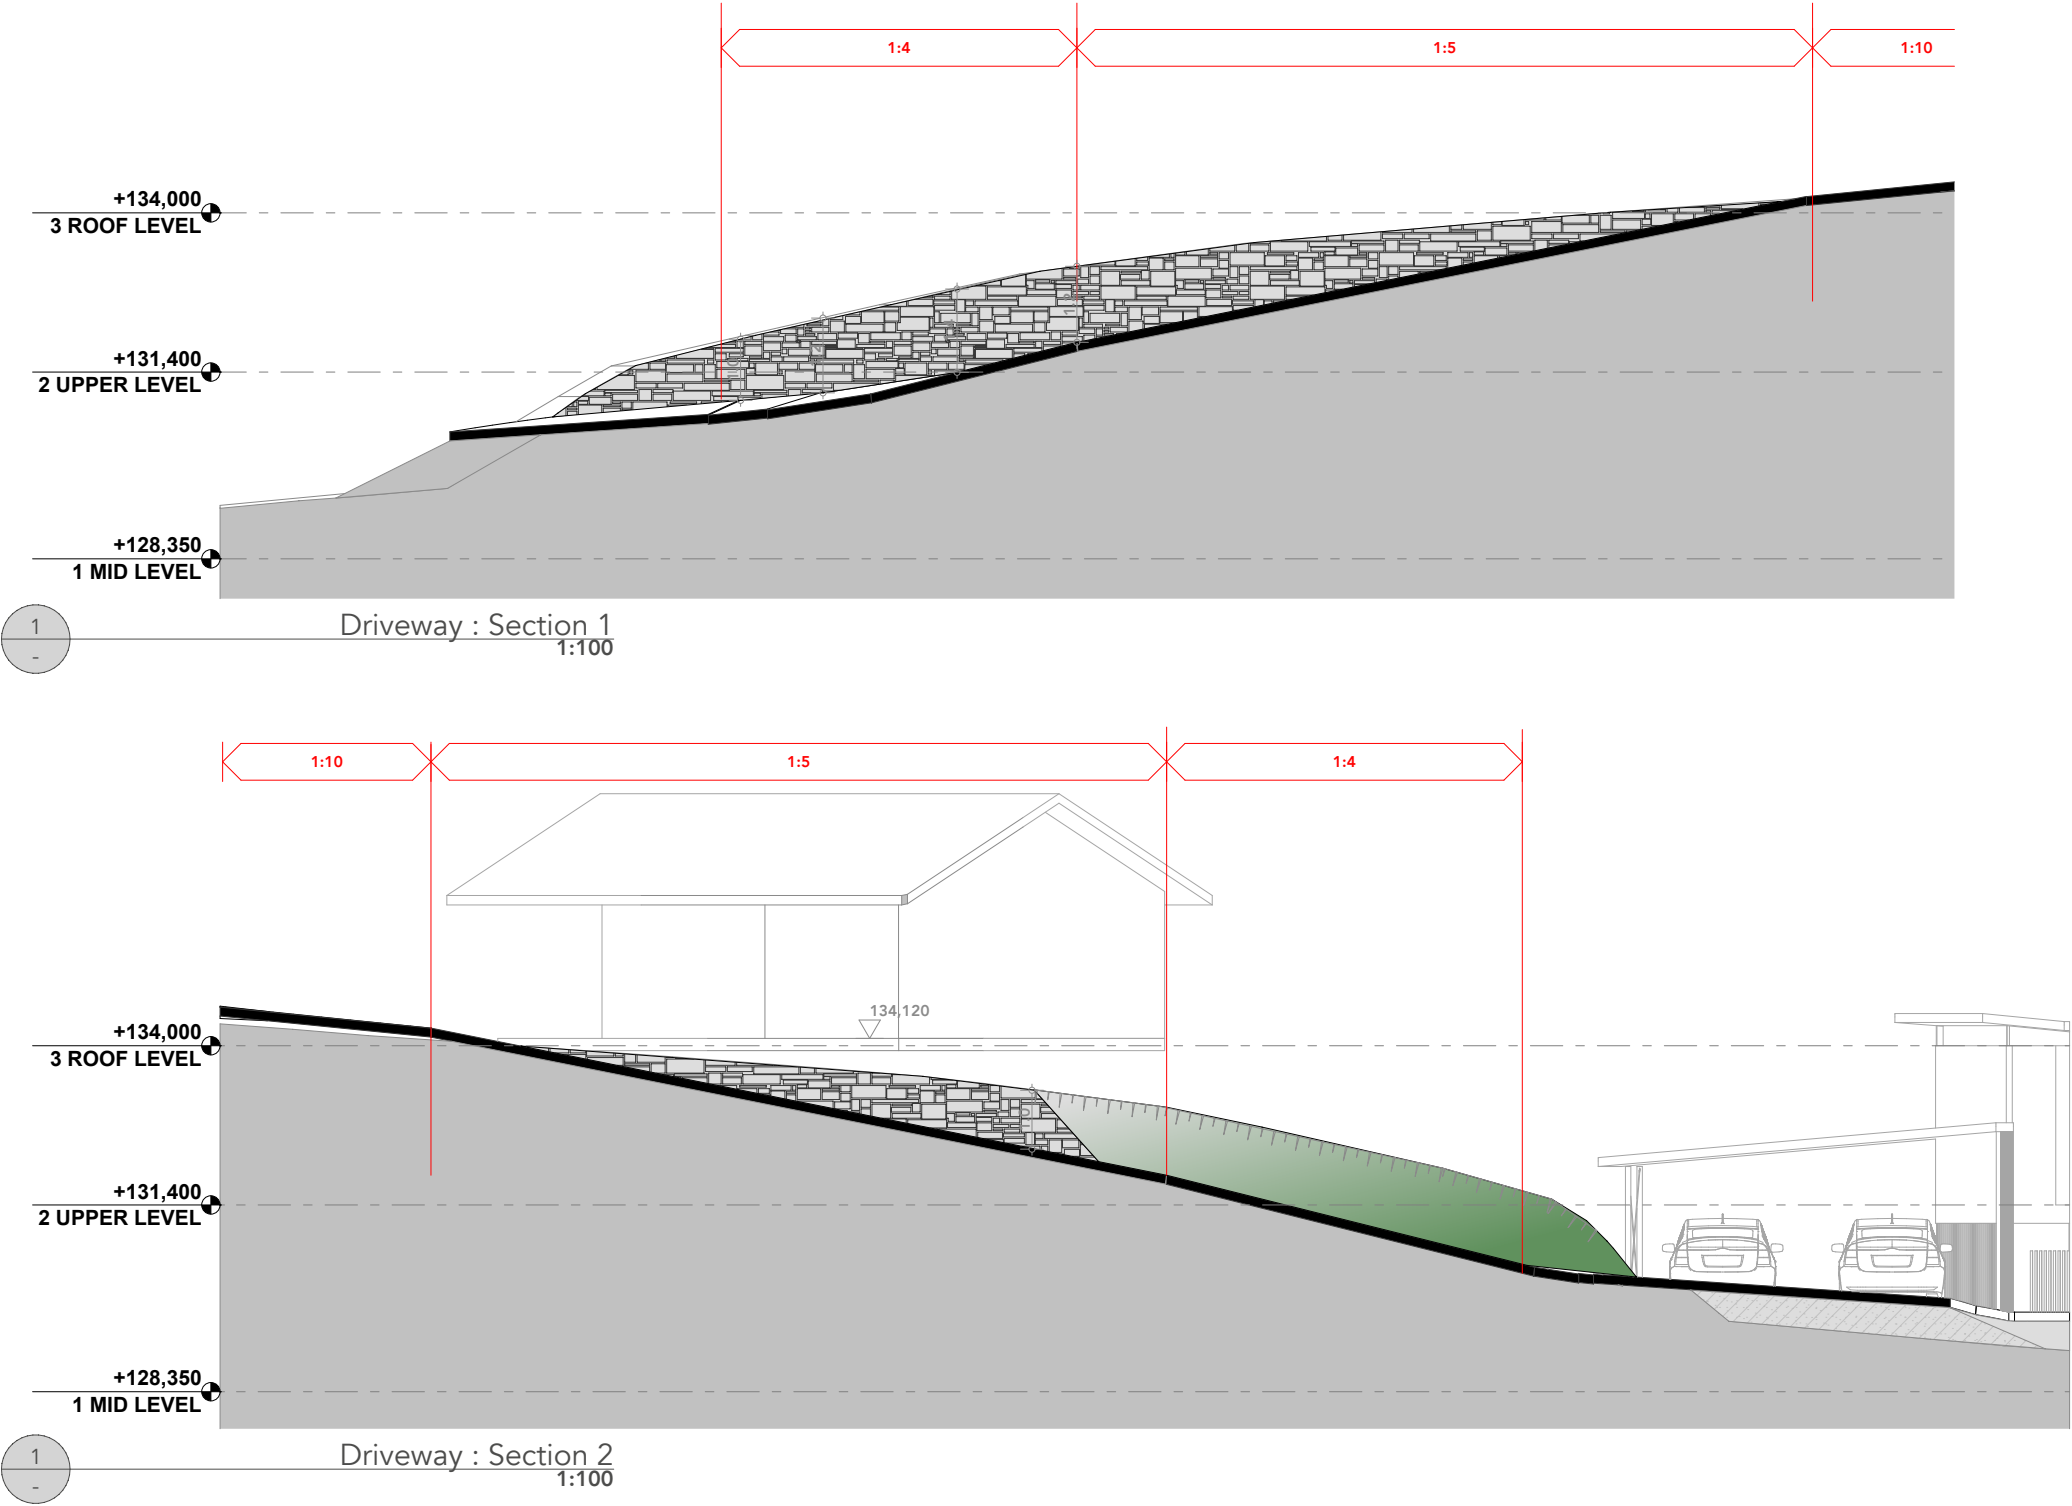 1:4
1:5
1:10
+134,000
3 ROOF LEVEL
+131,400
2 UPPER LEVEL
+128,350
1 MID LEVEL
1
-
Driveway : Section 1
1:100
1:10
1:5
1:4
134,120
+134,000
3 ROOF LEVEL
+131,400
2 UPPER LEVEL
+128,350
1 MID LEVEL
1
-
Driveway : Section 2
1:100